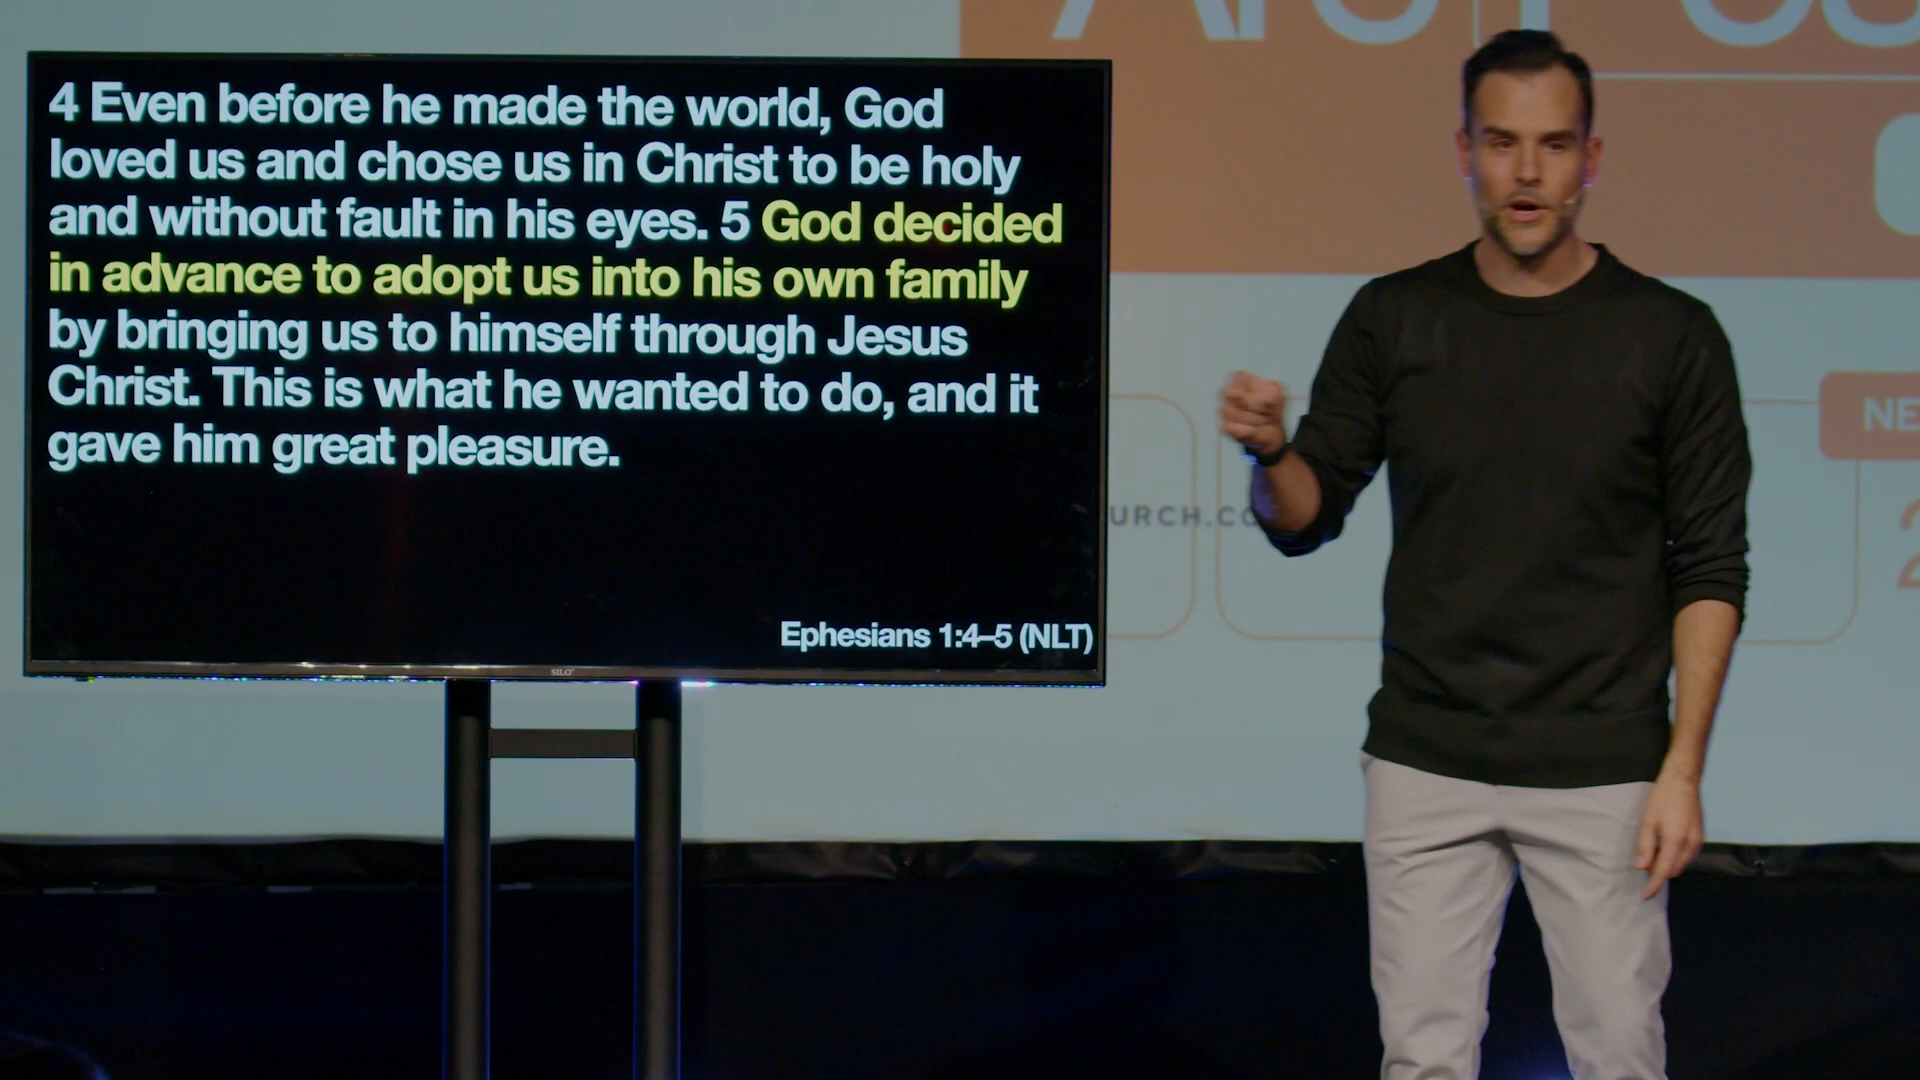 4 Even before he made the world, God
loved us and chose us in Christ to be holy
and without fault in his eyes. 5 God decided
in advance to adopt us into his own family
by bringing us to himself through Jesus
Christ. This is what he wanted to do, and it
gave him great pleasure.
Ephesians 1:4–5 (NLT)
SILO